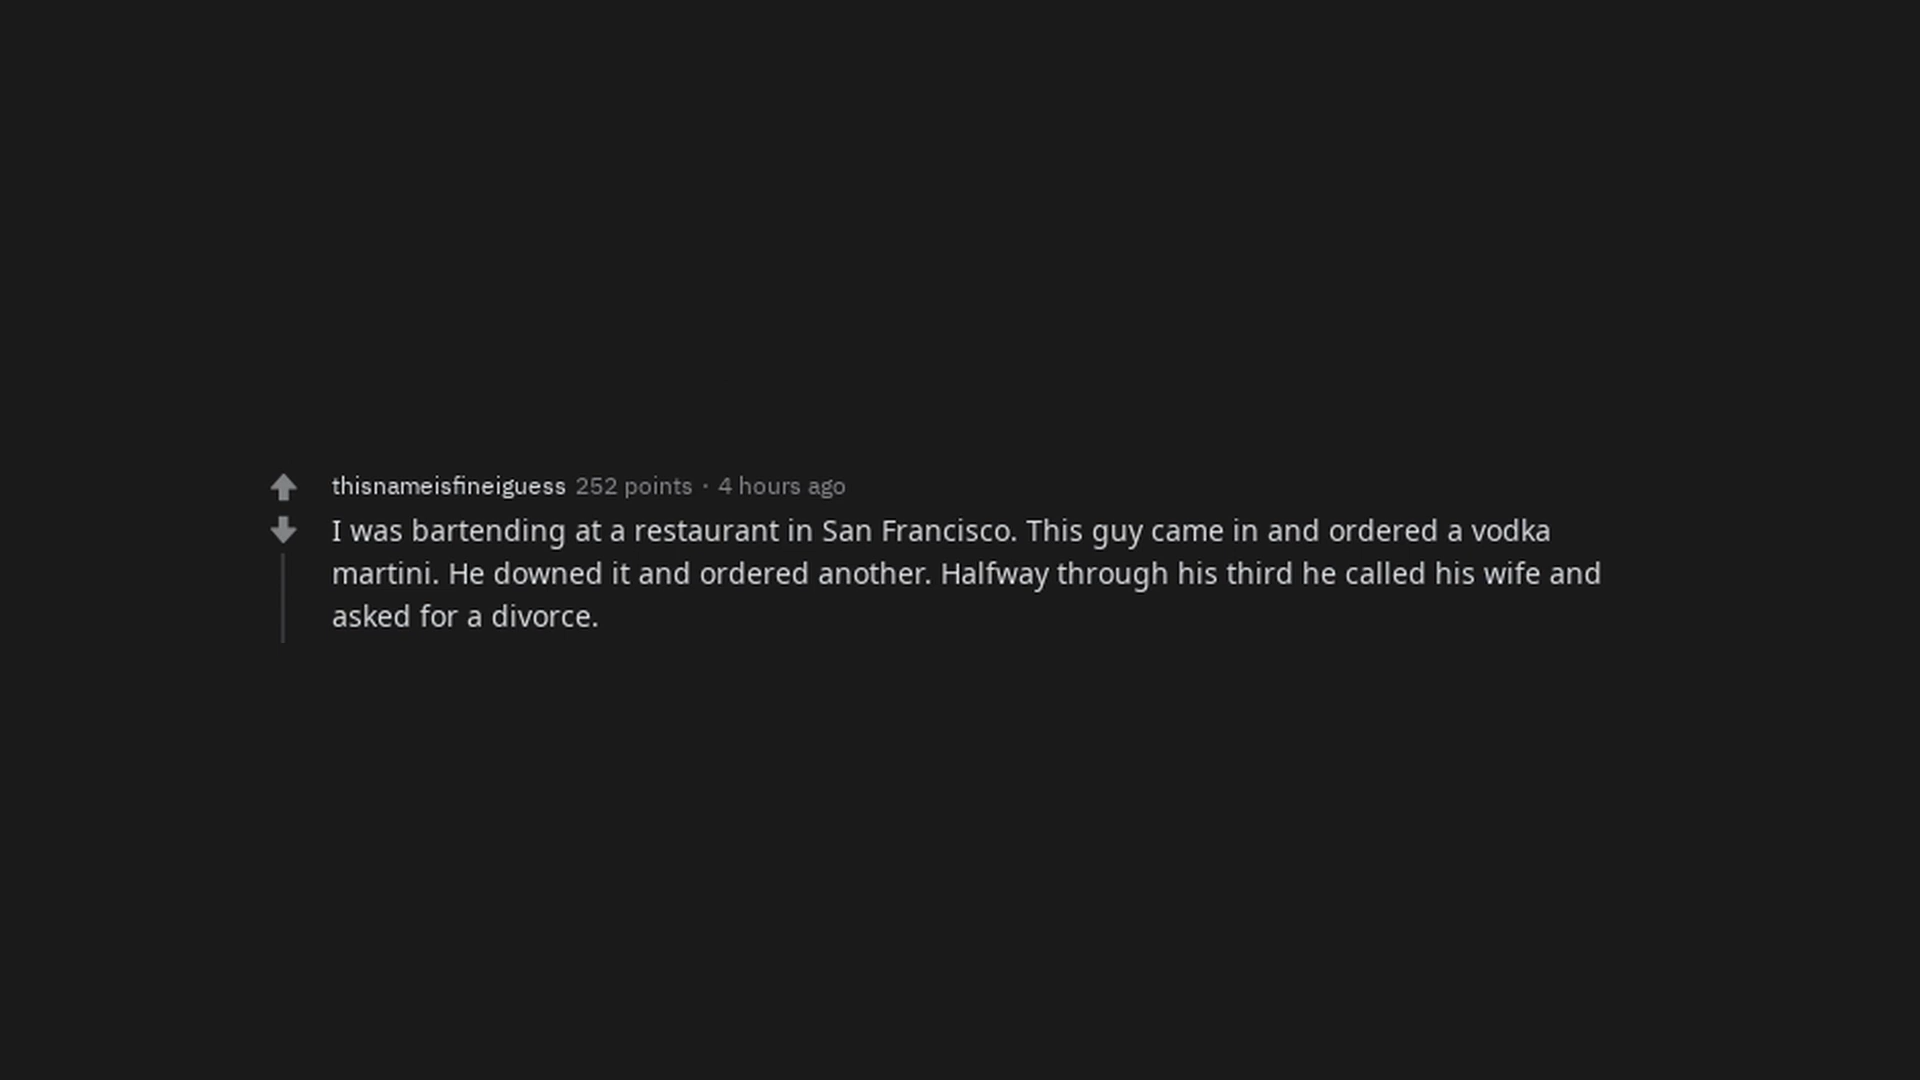 thisnameisfineiguess 252 points · 4 hours ago
I was bartending at a restaurant in San Francisco. This guy came in and ordered a vodka
martini. He downed it and ordered another. Halfway through his third he called his wife and
asked for a divorce.